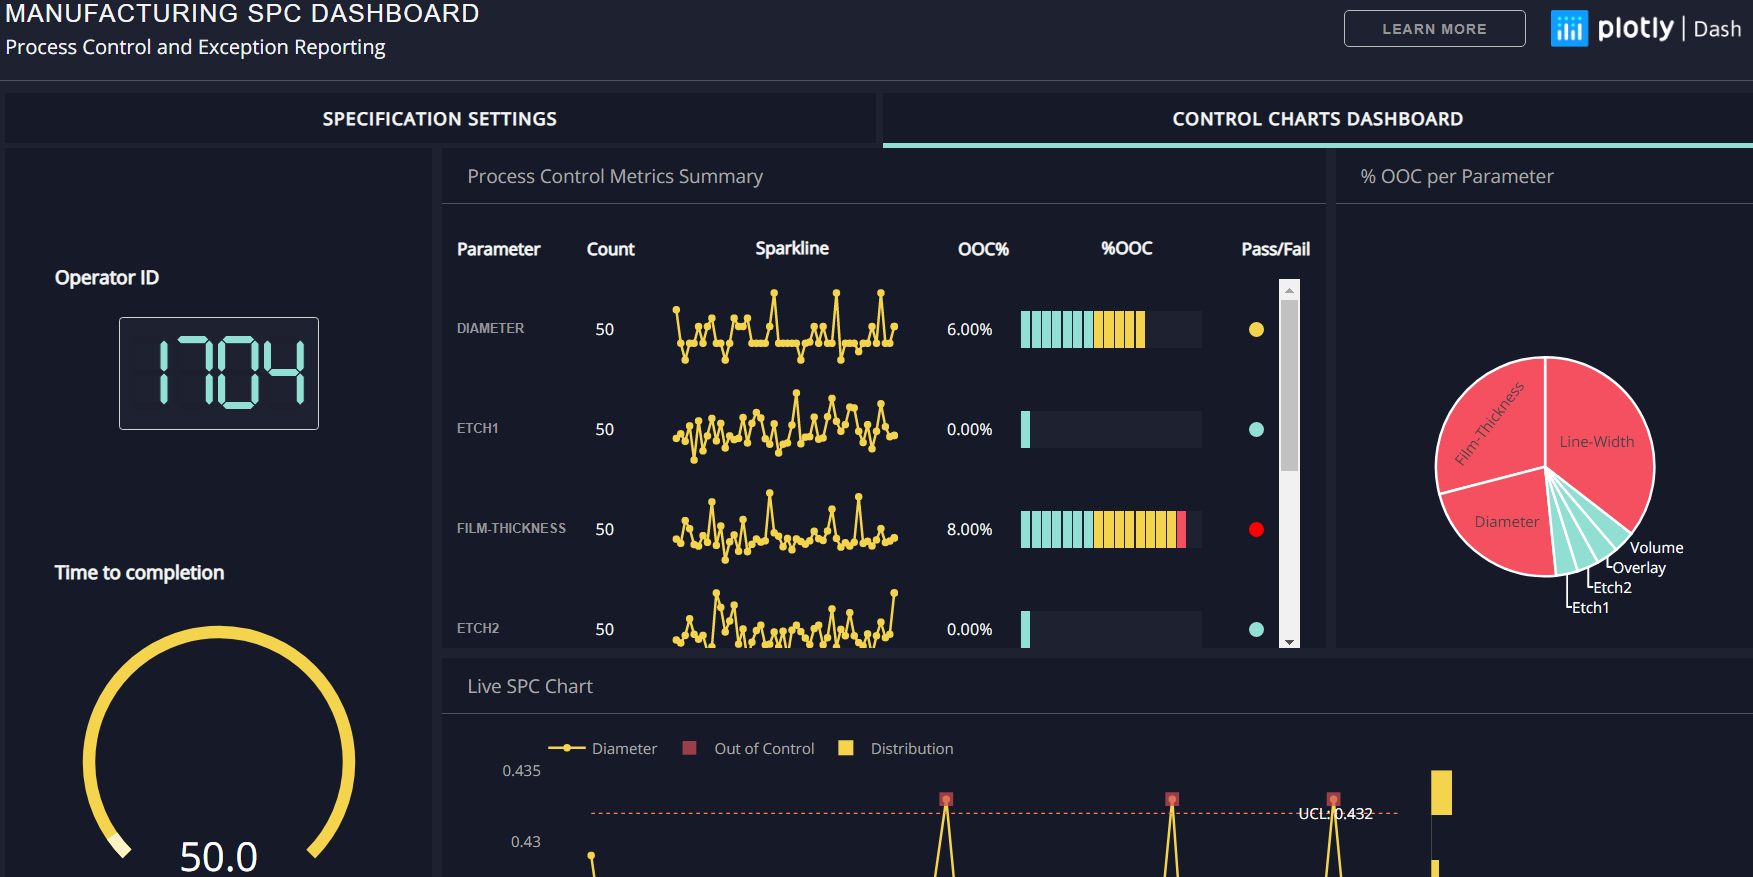 MANUFACTURING SPC DASHBOARD
Process Control and Exception Reporting
LEARN MORE
plotly | Dash
SPECIFICATION SETTINGS
CONTROL CHARTS DASHBOARD
Operator ID
1704
Time to completion
50.0
Process Control Metrics Summary
Parameter Count Sparkline OOC% %OOC Pass/Fail
DIAMETER 50 6.00%
ETCH1 50 0.00%
FILM-THICKNESS 50 8.00%
ETCH2 50 0.00%
% OOC per Parameter
Film-Thickness
Line-Width
Diameter
Volume
Overlay
Etch2
Etch1
Live SPC Chart
Diameter Out of Control Distribution
0.435
UCL: 0.432
0.43